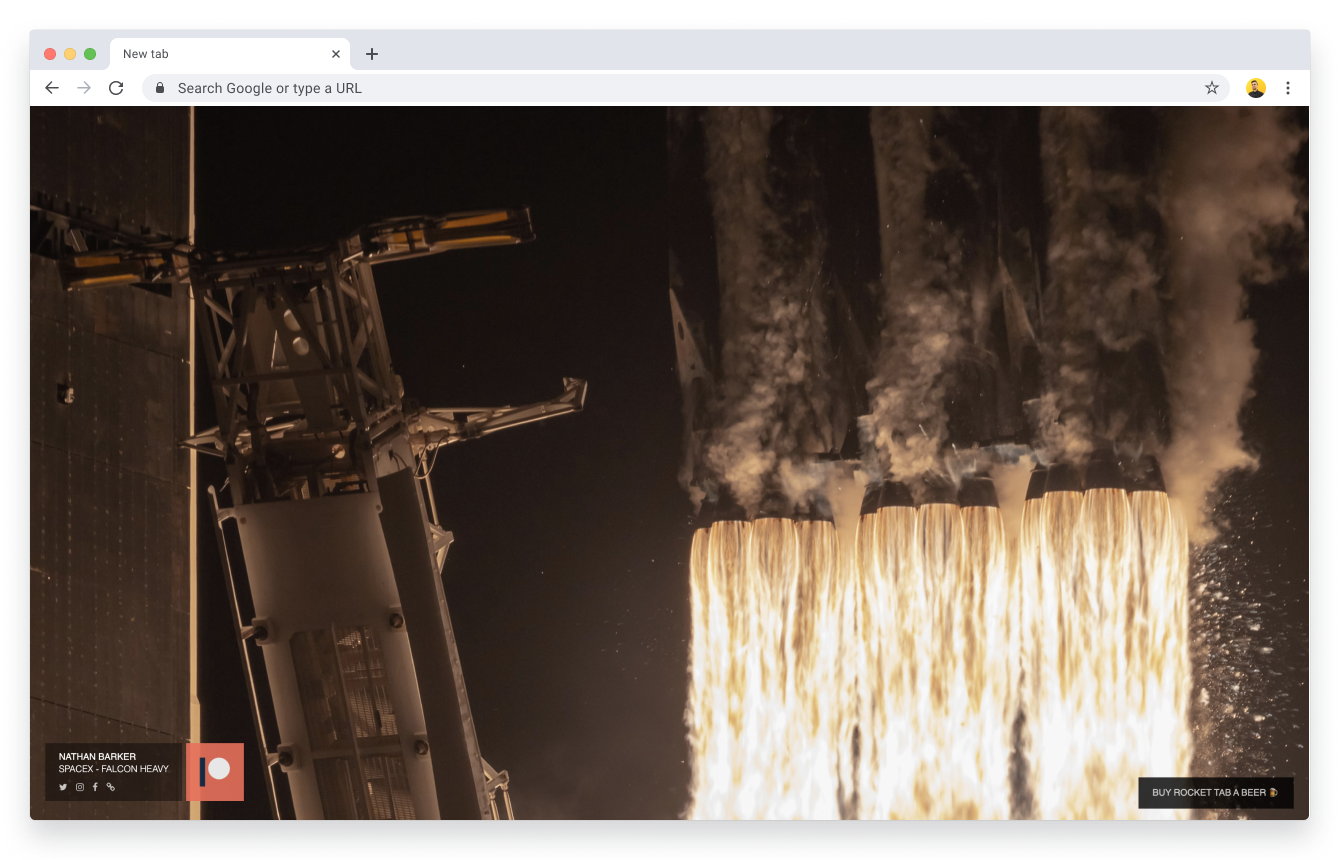 New tab
Search Google or type a URL
NATHAN BARKER
SPACEX - FALCON HEAVY
BUY ROCKET TAB A BEER 🍺